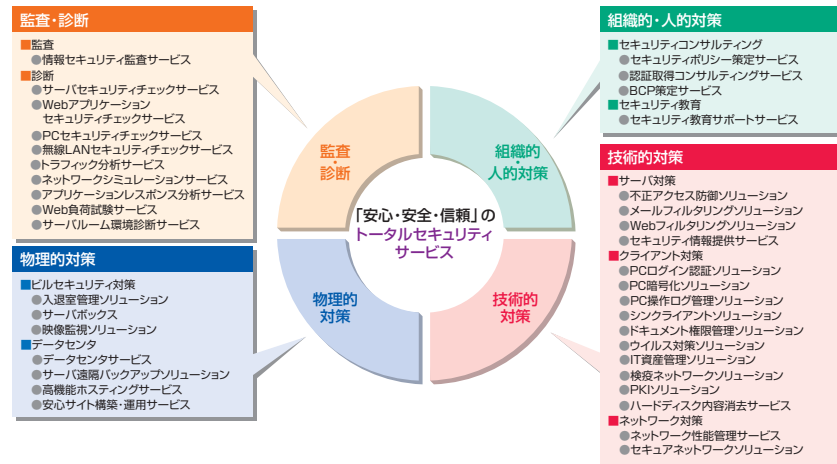 監査・診断
■監査
●情報セキュリティ監査サービス
■診断
●サーバセキュリティチェックサービス
●Webアプリケーション
セキュリティチェックサービス
●PCセキュリティチェックサービス
●無線LANセキュリティチェックサービス
●トラフィック分析サービス
●ネットワークシミュレーションサービス
●アプリケーションレスポンス分析サービス
●Web負荷試験サービス
●サーバルーム環境診断サービス
物理的対策
■ビルセキュリティ対策
●入退室管理ソリューション
●サーバボックス
●映像監視ソリューション
■データセンタ
●データセンタサービス
●サーバ遠隔バックアップソリューション
●高機能ホスティングサービス
●安心サイト構築・運用サービス
監査
・
診断
組織的
・
人的対策
「安心・安全・信頼」の
トータルセキュリティ
サービス
物理的
対策
技術的
対策
組織的・人的対策
■セキュリティコンサルティング
●セキュリティポリシー策定サービス
●認証取得コンサルティングサービス
●BCP策定サービス
■セキュリティ教育
●セキュリティ教育サポートサービス
技術的対策
■サーバ対策
●不正アクセス防御ソリューション
●メールフィルタリングソリューション
●Webフィルタリングソリューション
●セキュリティ情報提供サービス
■クライアント対策
●PCログイン認証ソリューション
●PC暗号化ソリューション
●PC操作ログ管理ソリューション
●シンクライアントソリューション
●ドキュメント権限管理ソリューション
●ウイルス対策ソリューション
●IT資産管理ソリューション
●検疫ネットワークソリューション
●PKIソリューション
●ハードディスク内容消去サービス
■ネットワーク対策
●ネットワーク性能管理サービス
●セキュアネットワークソリューション